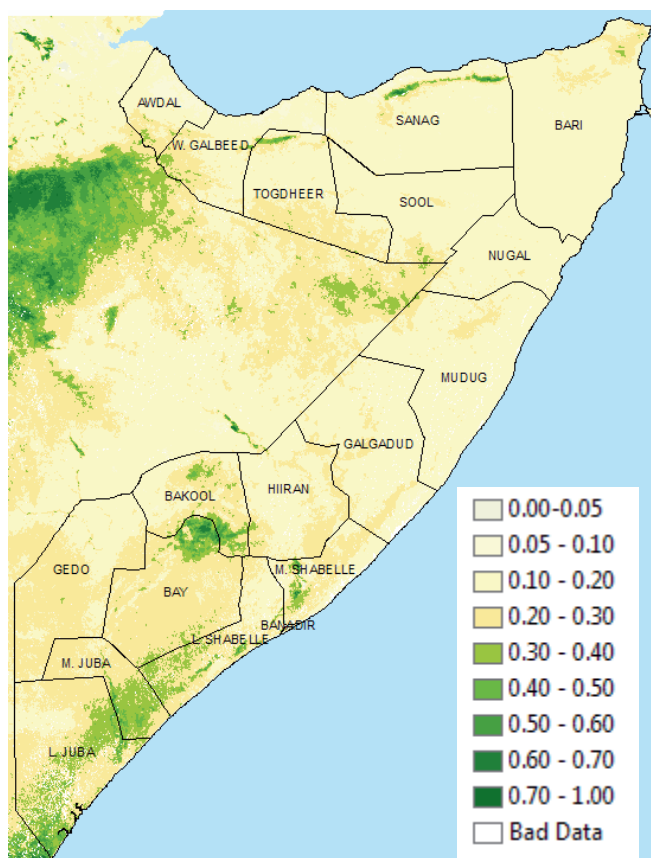 AWDAL
W. GALBEED
SANAG
BARI
TOGDHEER
SOOL
NUGAL
MUDUG
GALGADUD
HIIRAN
BAKOOL
GEDO
BAY
M. SHABELLE
BANADIR
L. SHABELLE
M. JUBA
L. JUBA
0.00-0.05
0.05 - 0.10
0.10 - 0.20
0.20 - 0.30
0.30 - 0.40
0.40 - 0.50
0.50 - 0.60
0.60 - 0.70
0.70 - 1.00
Bad Data